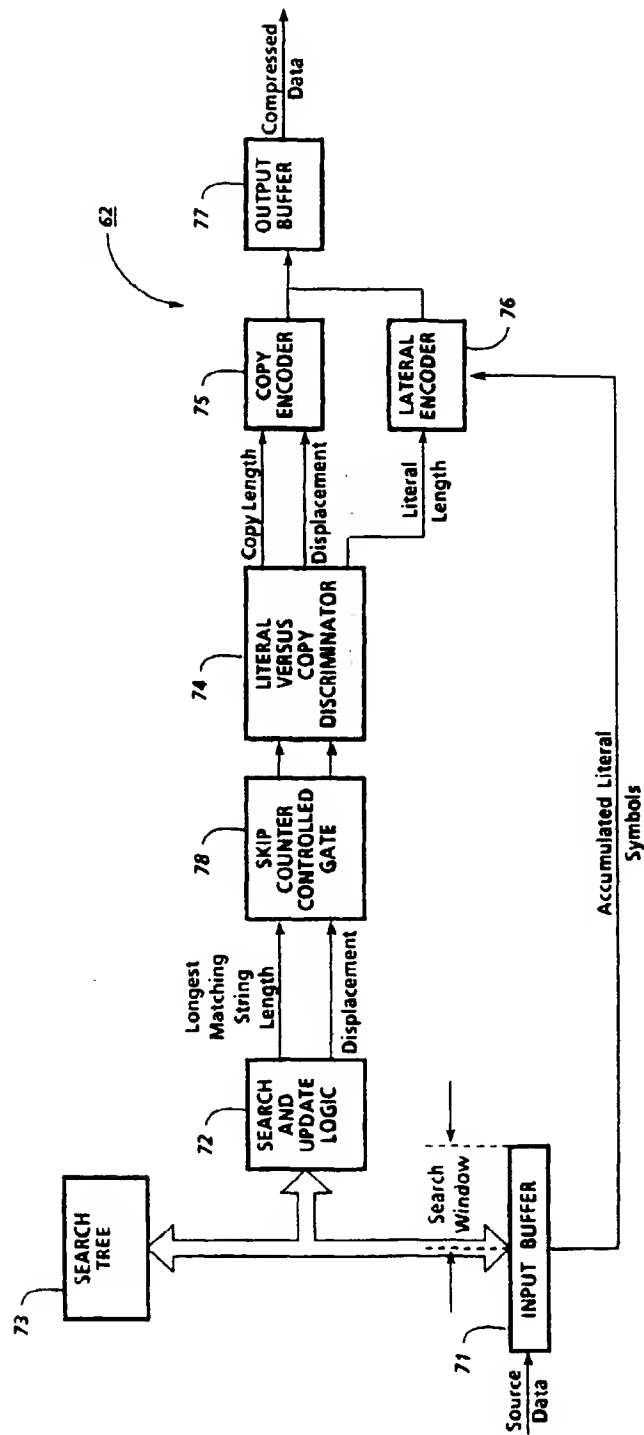 73
SEARCH
TREE
Source
Data
71
INPUT BUFFER
Search
Window
72
SEARCH
AND
UPDATE
LOGIC
Longest
Matching
String
Length
Displacement
78
SKIP
COUNTER
CONTROLLED
GATE
74
LITERAL
VERSUS
COPY
DISCRIMINATOR
Copy Length
Displacement
Literal
Length
75
COPY
ENCODER
62
LATERAL
ENCODER
76
77
OUTPUT
BUFFER
Compressed
Data
Accumulated Literal
Symbols